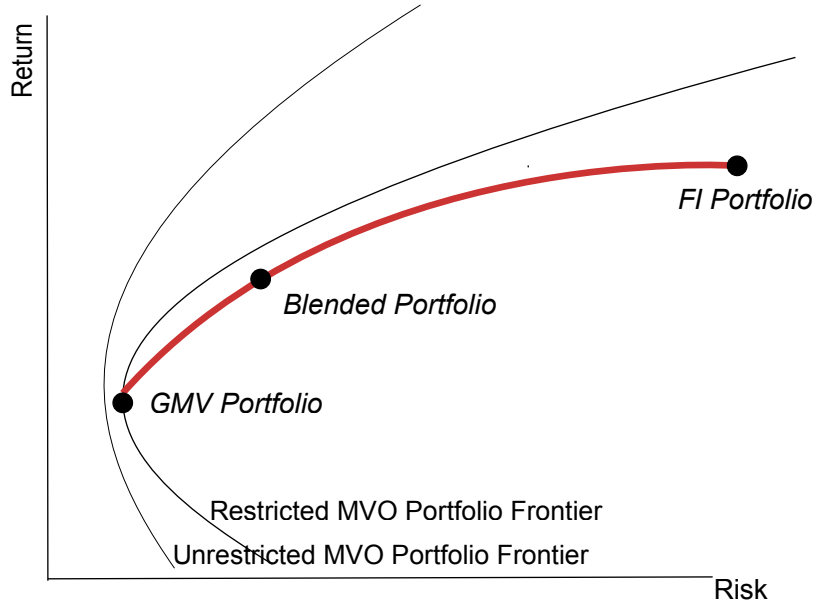 Return
FI Portfolio
Blended Portfolio
GMV Portfolio
Restricted MVO Portfolio Frontier
Unrestricted MVO Portfolio Frontier
Risk